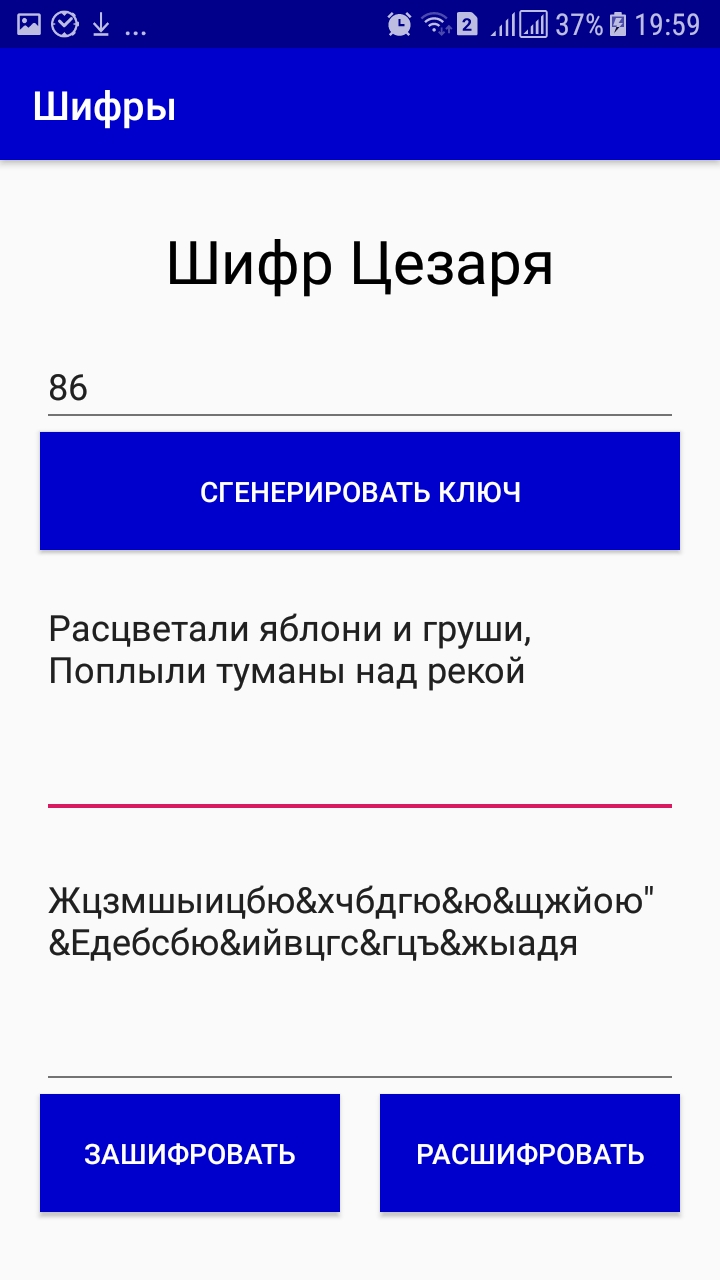 ... 2 37% 19:59
Шифры
Шифр Цезаря
86
СГЕНЕРИРОВАТЬ КЛЮЧ
Расцветали яблони и груши,
Поплыли туманы над рекой
Жцзмшыицбю&хчбдгю&ю&щжйою"
&Едебсбю&ийвцгс&гцъ&жыадя
ЗАШИФРОВАТЬ РАСШИФРОВАТЬ